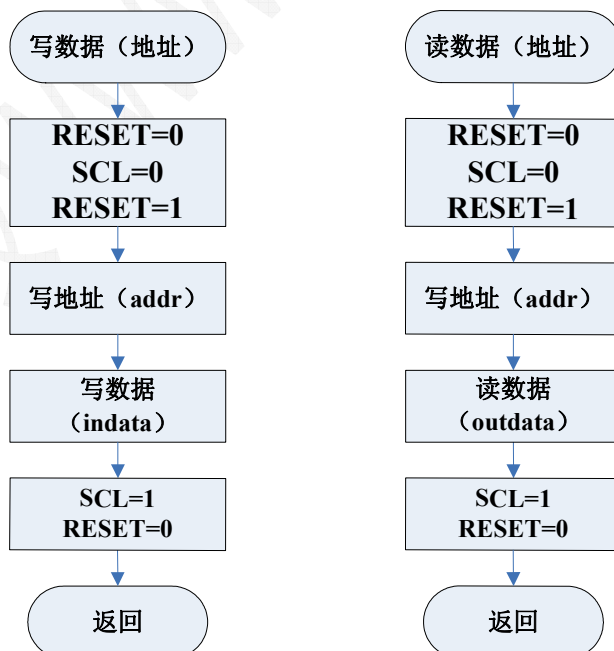 写数据（地址）
RESET=0
SCL=0
RESET=1
写地址（addr）
写数据
（indata）
SCL=1
RESET=0
返回
读数据（地址）
RESET=0
SCL=0
RESET=1
写地址（addr）
读数据
（outdata）
SCL=1
RESET=0
返回